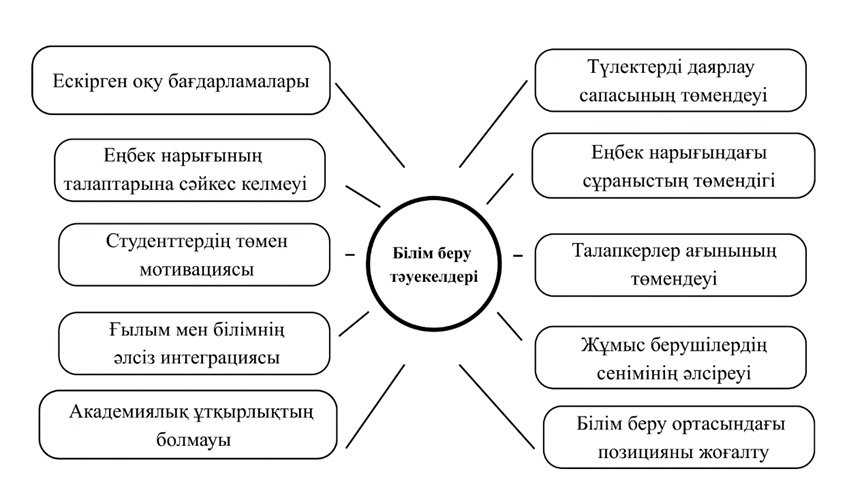 Ескірген оқу бағдарламалары
Еңбек нарығының
талаптарына сәйкес келмеуі
Студенттердің төмен
мотивациясы
Ғылым мен білімнің
әлсіз интеграциясы
Академиялық ұтқырлықтың
болмауы
Білім беру
тәуекелдері
Түлектерді даярлау
сапасының төмендеуі
Еңбек нарығындағы
сұраныстың төмендігі
Талапкерлер ағынының
төмендеуі
Жұмыс берушілердің
сенімінің әлсіреуі
Білім беру ортасындағы
позицияны жоғалту